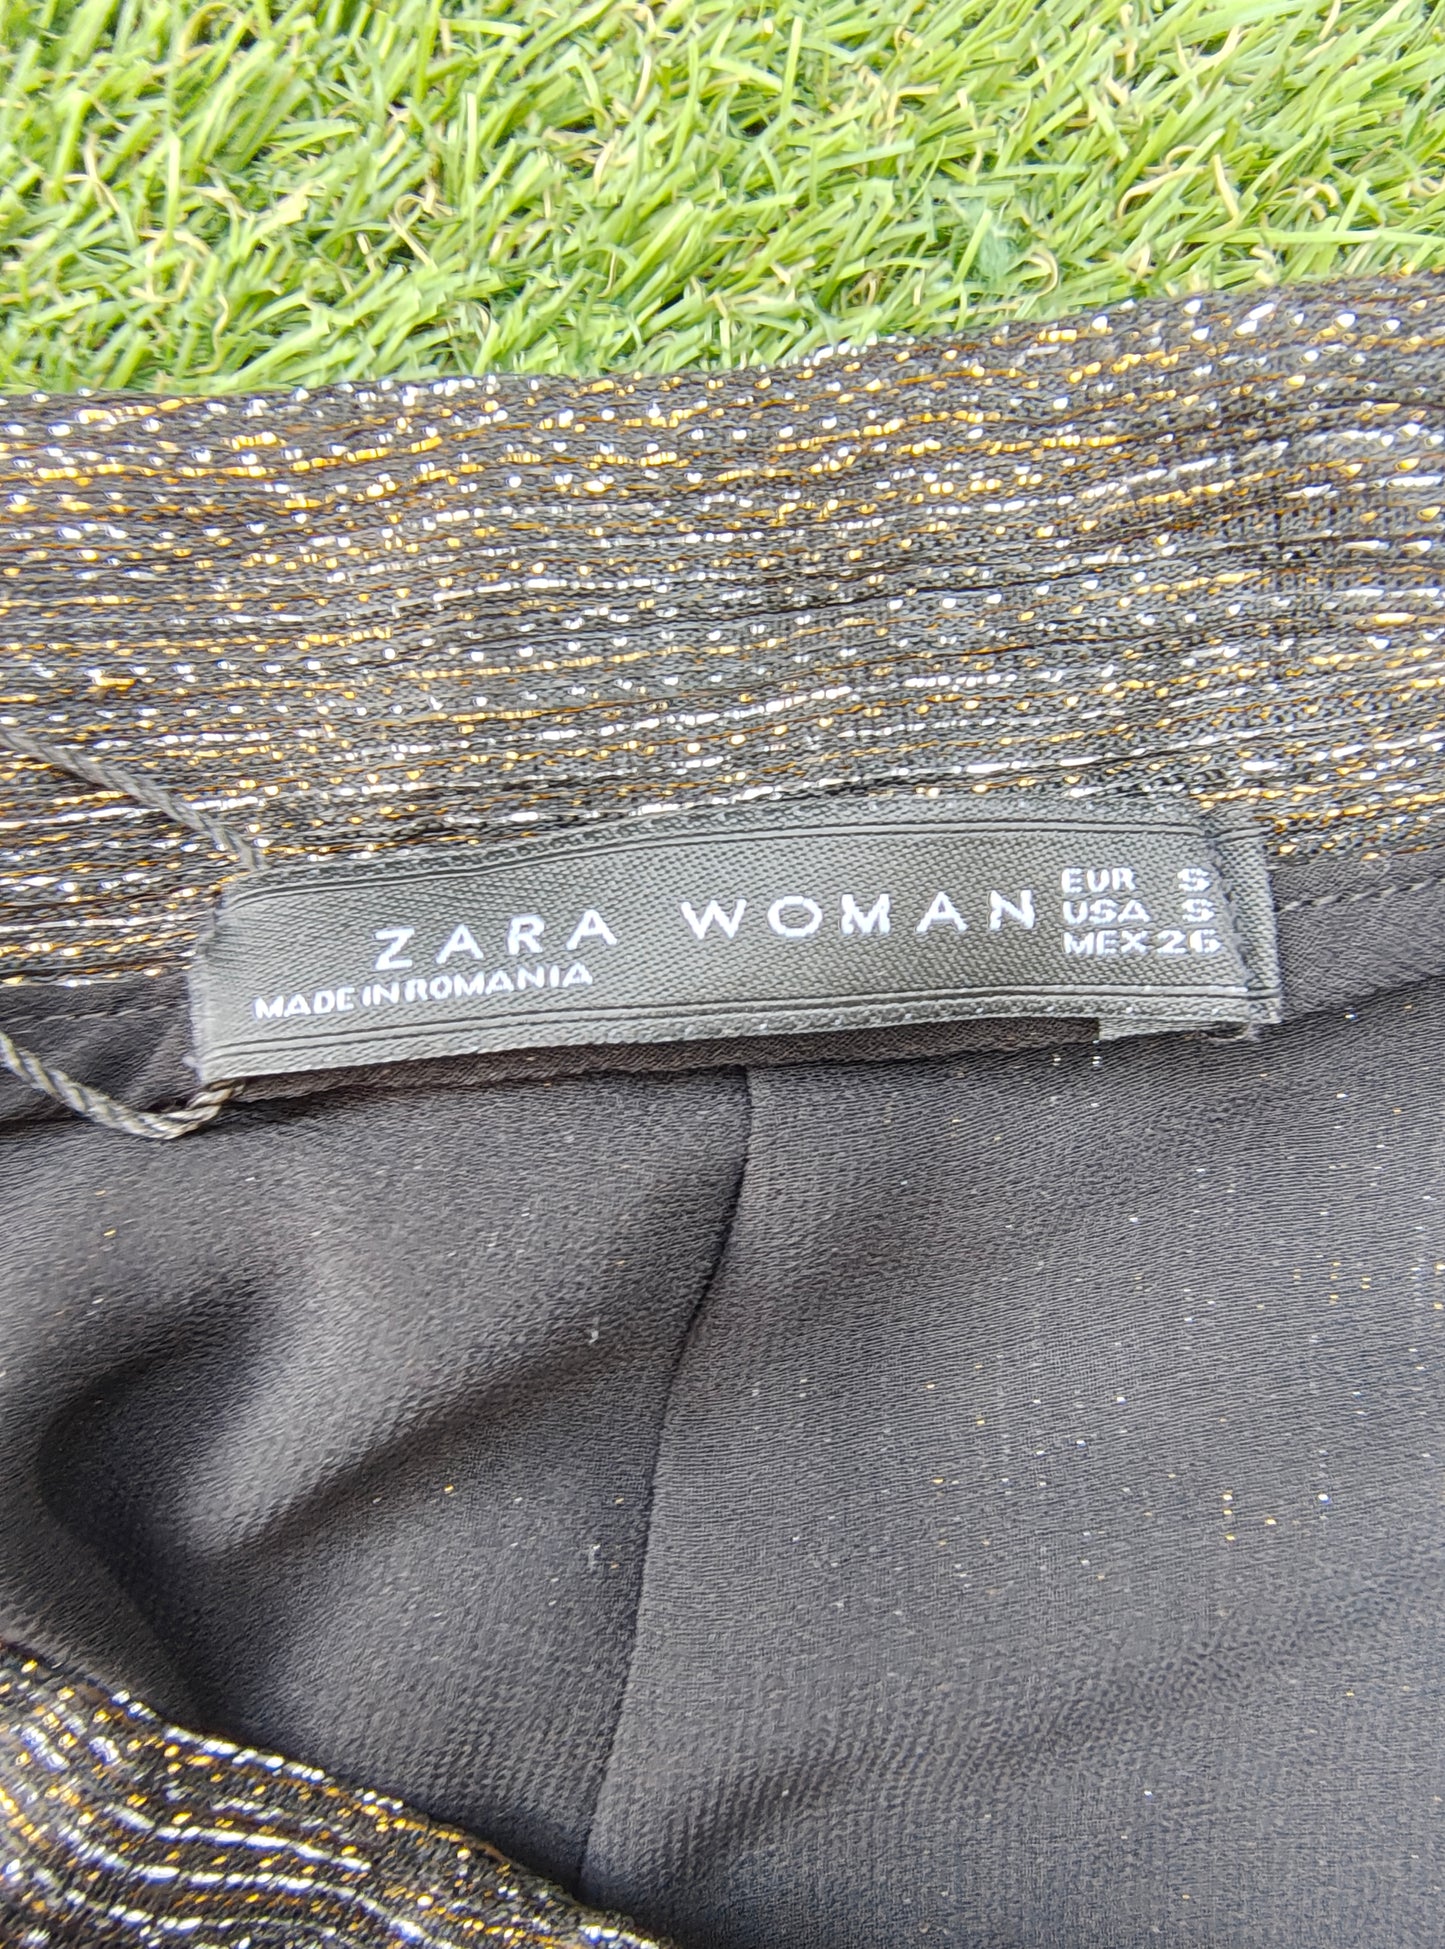 ZARA WOMAN
MADE IN ROMANIA
EUR S
USA S
MEX 26